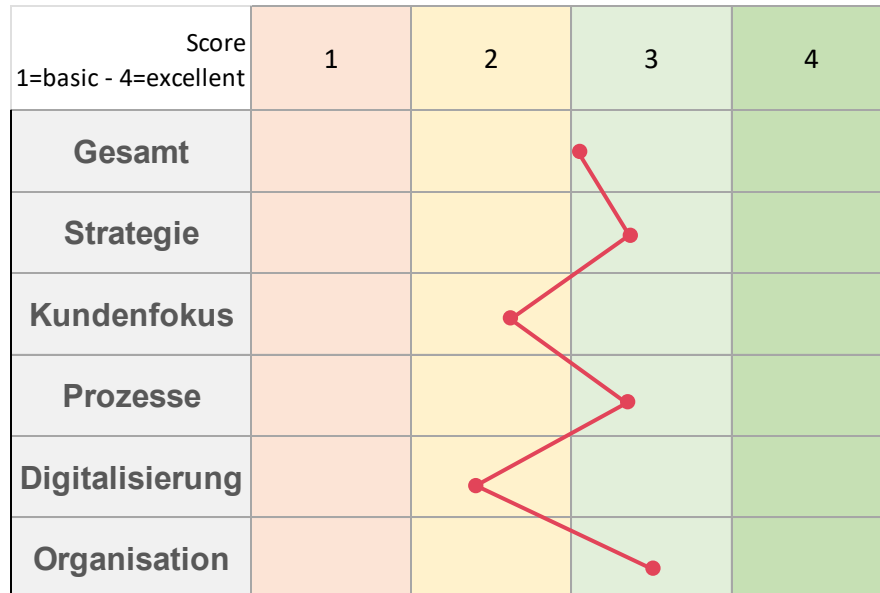 Score
1=basic - 4=excellent
1 2 3 4
Gesamt
Strategie
Kundenfokus
Prozesse
Digitalisierung
Organisation